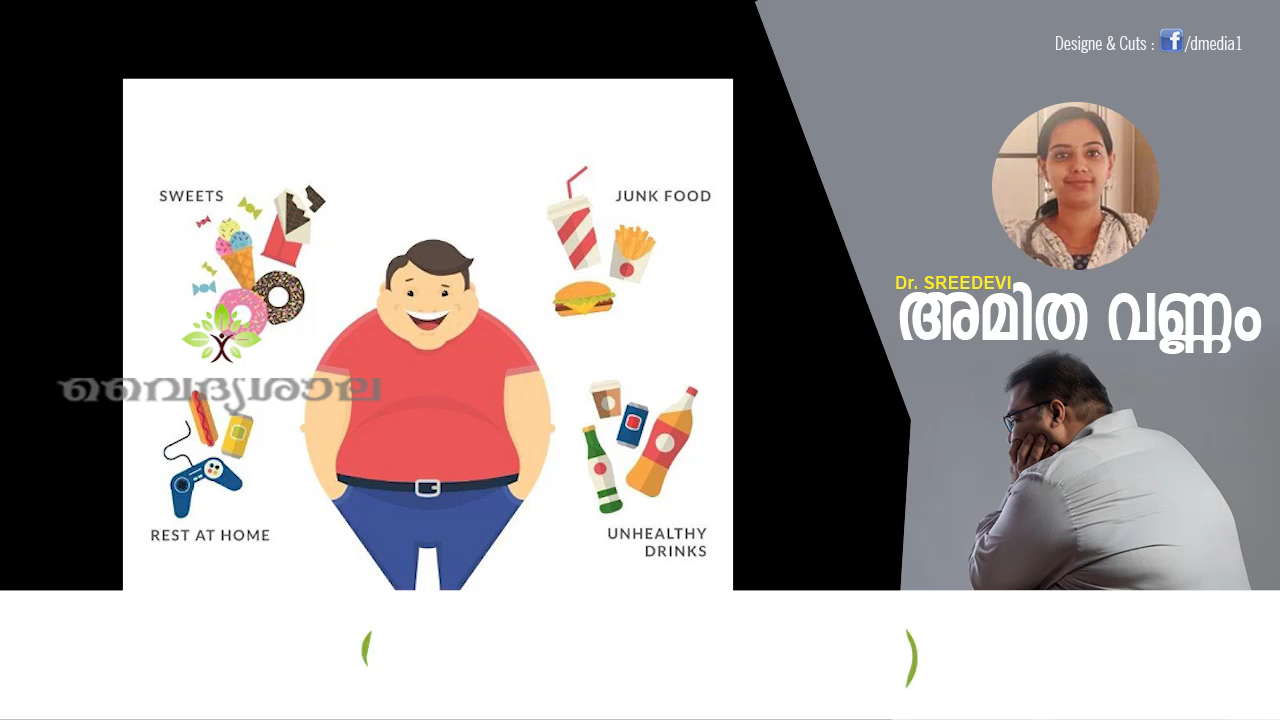 Designe & Cuts : f /dmedia1
SWEETS
JUNK FOOD
Dr. SREEDEVI
അമിത വണ്ണം
വൈദ്യശാല
REST AT HOME
UNHEALTHY
DRINKS